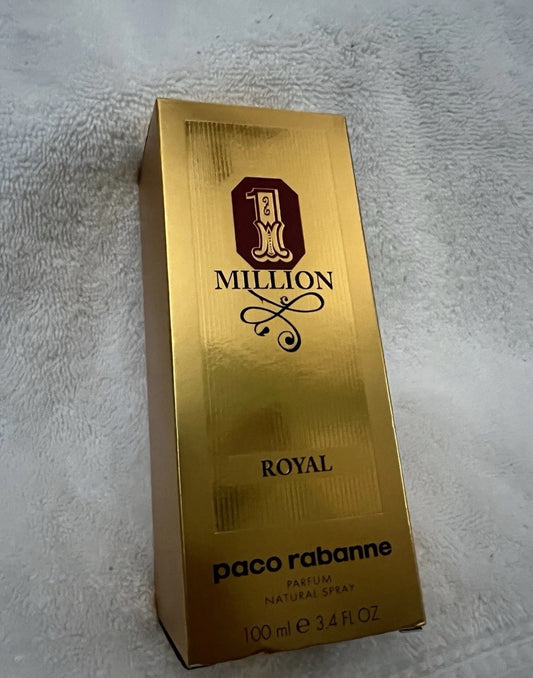 1
MILLION
ROYAL
paco rabanne
PARFUM
NATURAL SPRAY
100 ml e 3.4 FL OZ